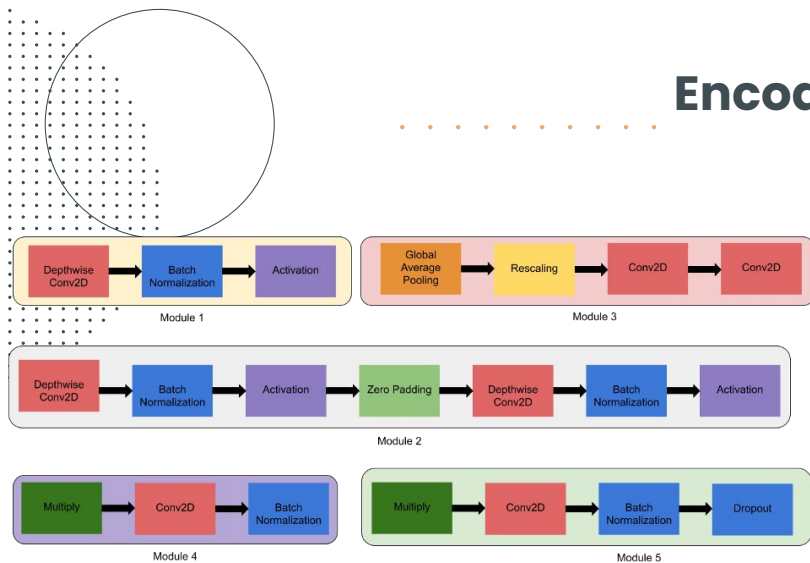 Encod
Depthwise
Conv2D
Batch
Normalization
Activation
Module 1
Global
Average
Pooling
Rescaling
Conv2D
Conv2D
Module 3
Depthwise
Conv2D
Batch
Normalization
Activation
Zero Padding
Depthwise
Conv2D
Batch
Normalization
Activation
Module 2
Multiply
Conv2D
Batch
Normalization
Module 4
Multiply
Conv2D
Batch
Normalization
Dropout
Module 5